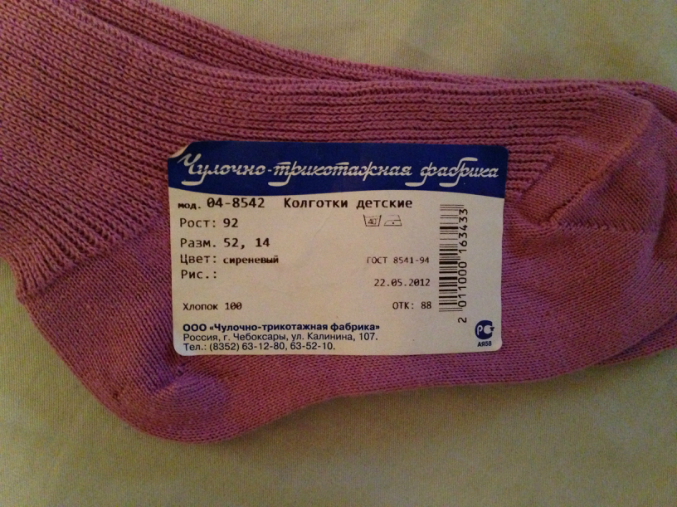 Чулочно-трикотажная фабрика
мод. 04-8542 Колготки детские
Рост: 92
Разм. 52, 14
Цвет: сиреневый ГОСТ 8541-94
Рис.:
22.05.2012
Хлопок 100 ОТК: 88
ООО «Чулочно-трикотажная фабрика»
Россия, г. Чебоксары, ул. Калинина, 107.
Тел.: (8352) 63-12-80, 63-52-10.
2 011000 163433